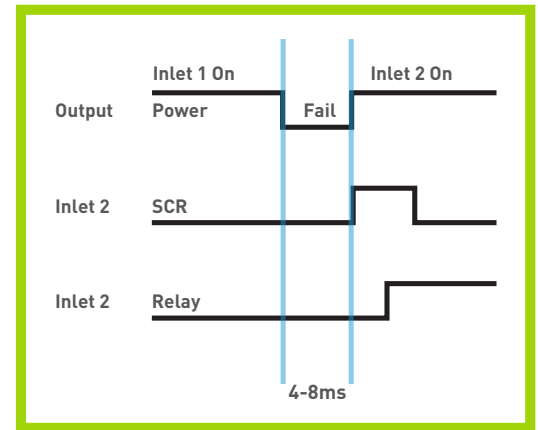 Inlet 1 On Inlet 2 On
Output Power Fail
Inlet 2 SCR
Inlet 2 Relay
4-8ms